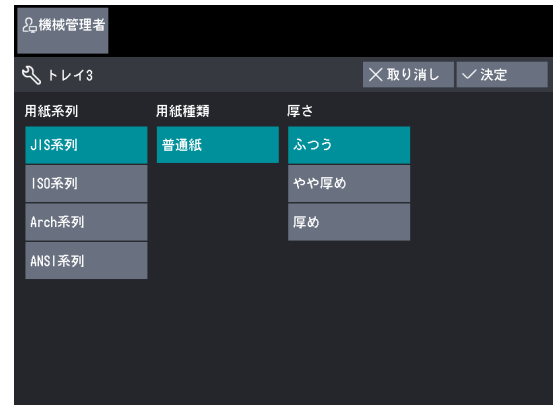 機械管理者
トレイ3
取り消し
決定
用紙系列
用紙種類
厚さ
JIS系列
普通紙
ふつう
ISO系列
やや厚め
Arch系列
厚め
ANSI系列